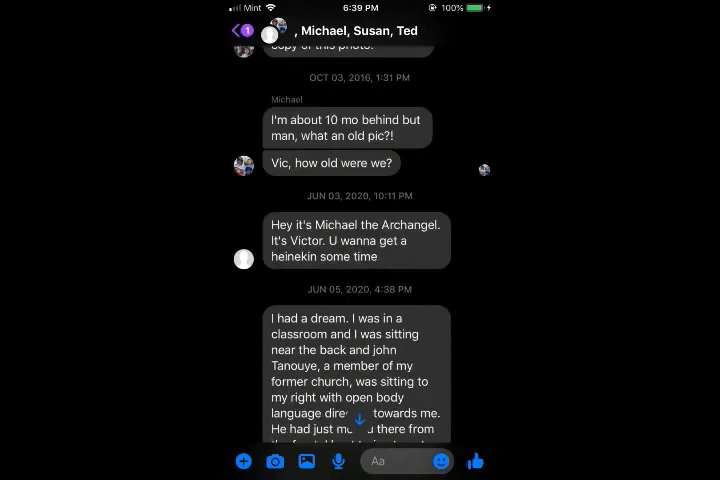 Mint 6:39 PM 100%
1 , Michael, Susan, Ted
copy of this photo.
OCT 03, 2016, 1:31 PM
Michael
I'm about 10 mo behind but
man, what an old pic?!
Vic, how old were we?
JUN 03, 2020, 10:11 PM
Hey it's Michael the Archangel.
It's Victor. U wanna get a
heinekin some time
JUN 05, 2020, 4:38 PM
I had a dream. I was in a
classroom and I was sitting
near the back and john
Tanouye, a member of my
former church, was sitting to
my right with open body
language towards me.
He had just there from
Aa